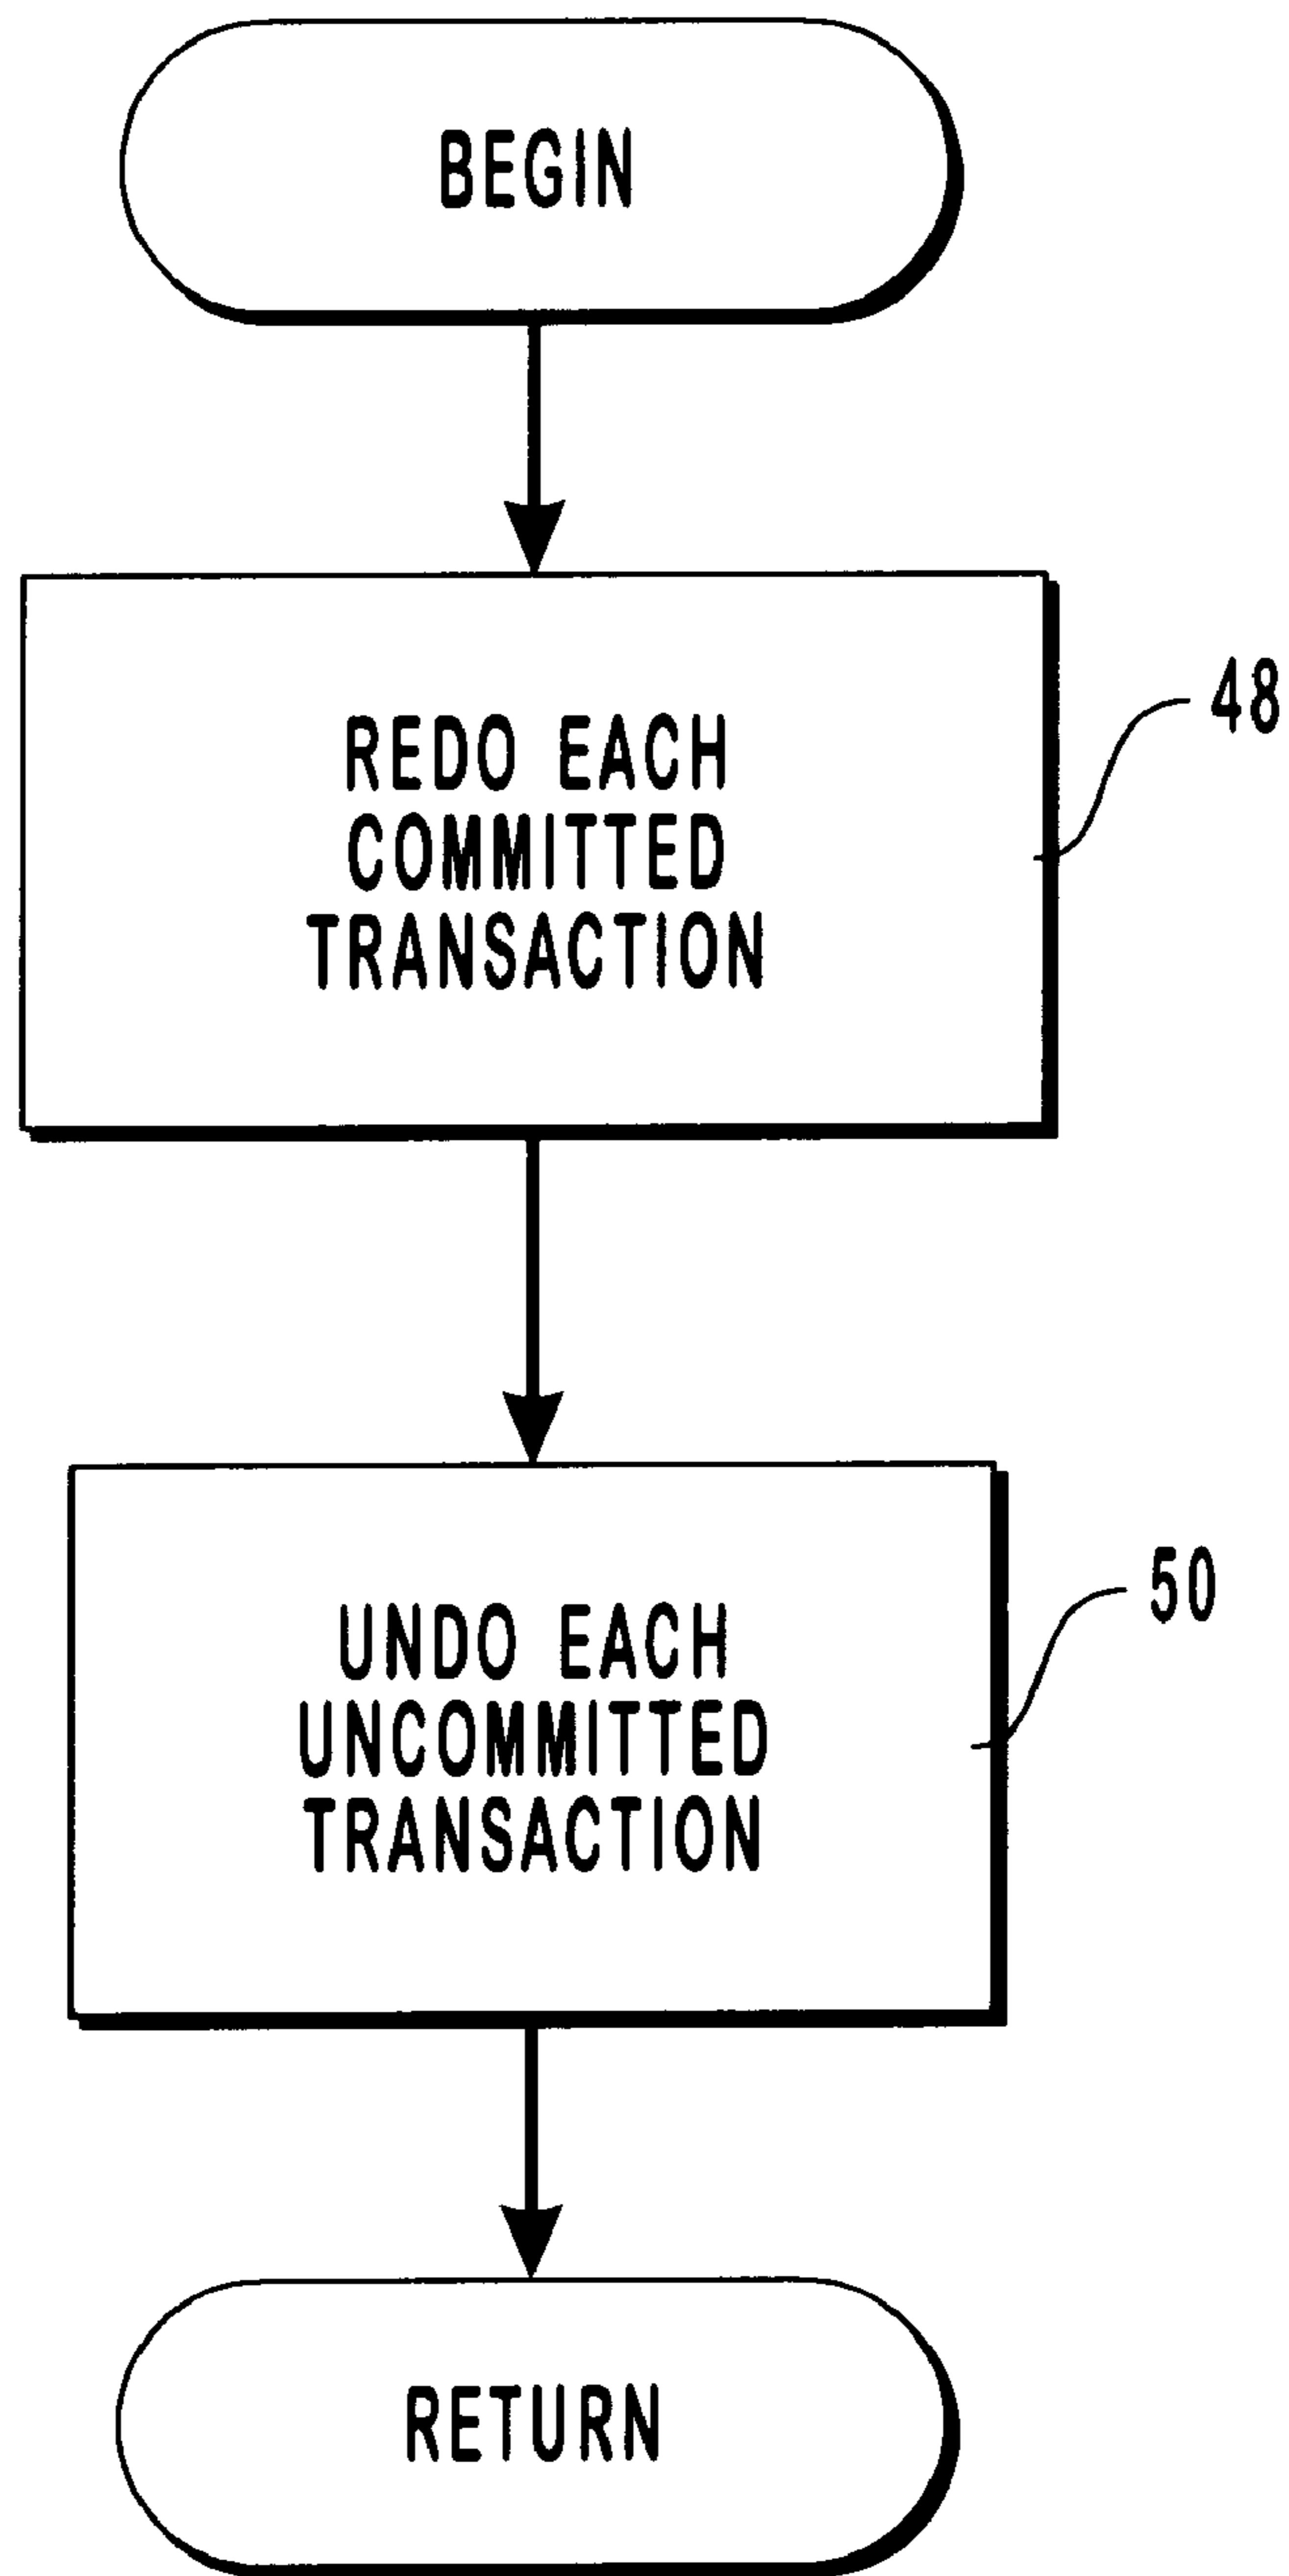 BEGIN
REDO EACH
COMMITTED
TRANSACTION
48
UNDO EACH
UNCOMMITTED
TRANSACTION
50
RETURN